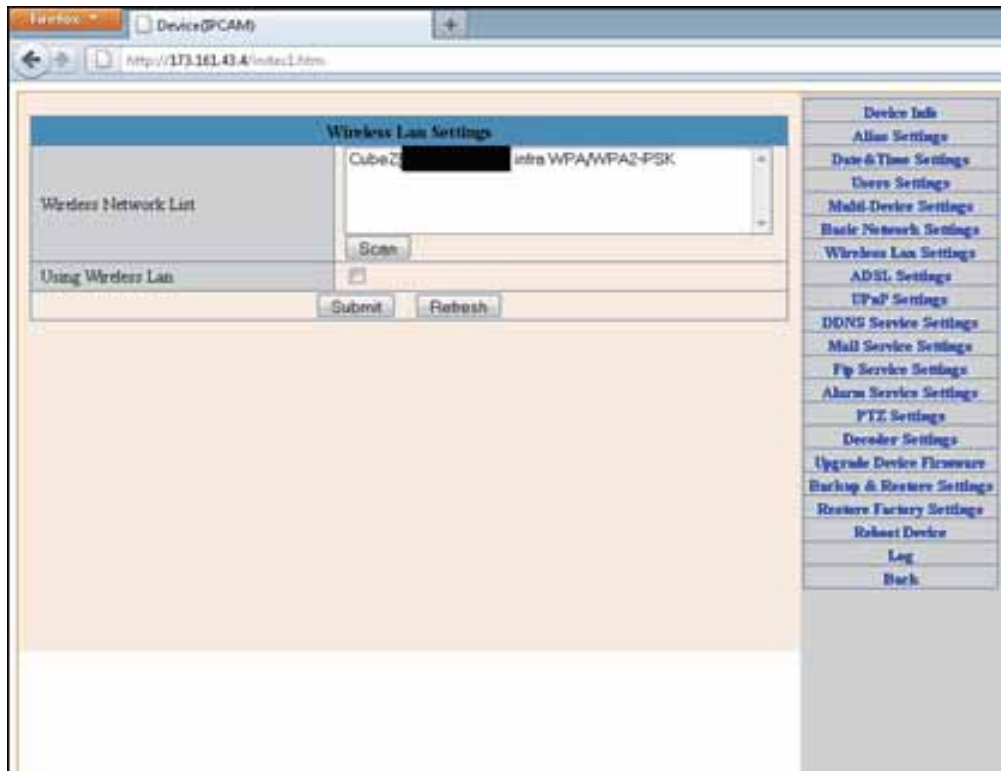 Firefox
Device(IPCAM)
http://173.161.43.4/index1.htm
Wireless Lan Settings
Wireless Network List
CubeZ
infra WPA/WPA2-PSK
Scan
Using Wireless Lan
Submit
Refresh
Device Info
Alias Settings
Date&Time Settings
Users Settings
Multi-Device Settings
Basic Network Settings
Wireless Lan Settings
ADSL Settings
UPnP Settings
DDNS Service Settings
Mail Service Settings
Ftp Service Settings
Alarm Service Settings
PTZ Settings
Decoder Settings
Upgrade Device Firmware
Backup & Restore Settings
Restore Factory Settings
Reboot Device
Log
Back